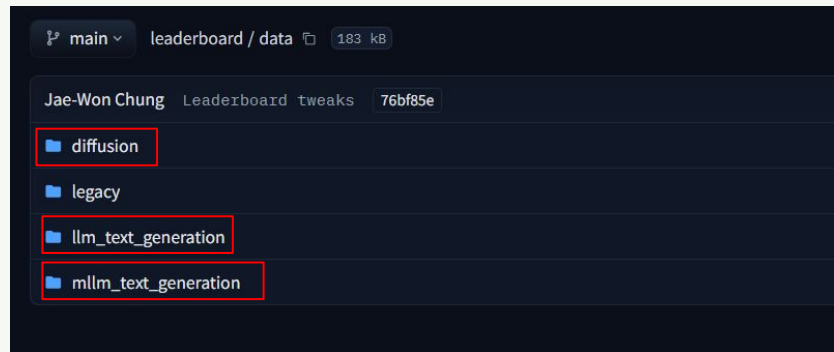 main leaderboard / data 183 kB
Jae-Won Chung Leaderboard tweaks 76bf85e
diffusion
legacy
llm_text_generation
mllm_text_generation